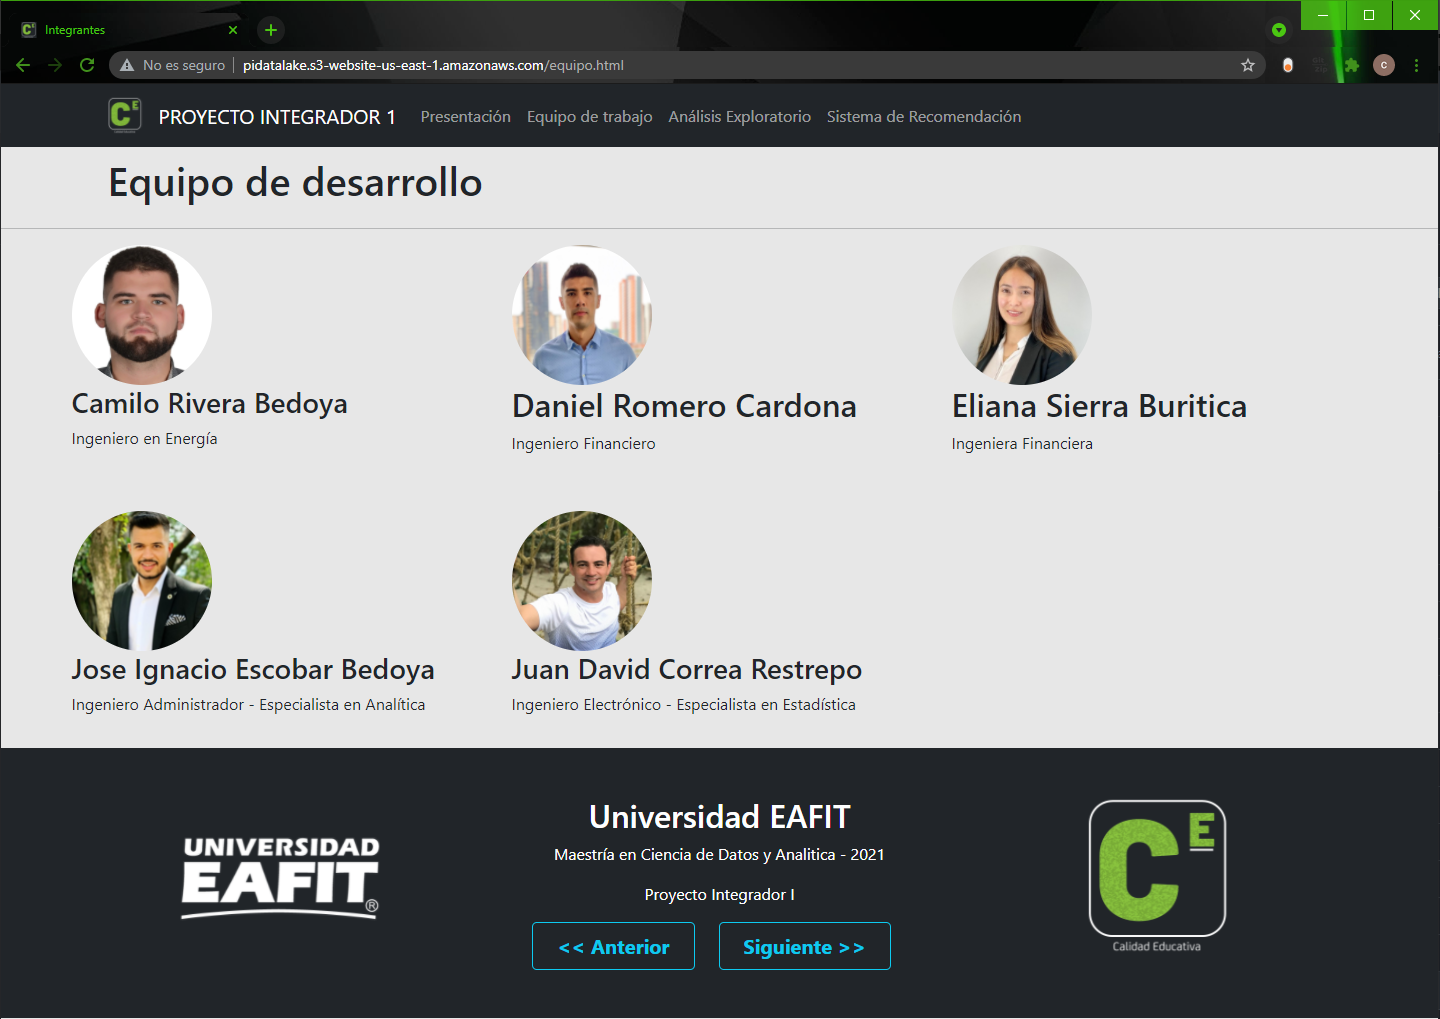 Integrantes
No es seguro pidatalake.s3-website-us-east-1.amazonaws.com/equipo.html
C
CE
PROYECTO INTEGRADOR 1 Presentación Equipo de trabajo Análisis Exploratorio Sistema de Recomendación
Equipo de desarrollo
Camilo Rivera Bedoya
Ingeniero en Energía
Daniel Romero Cardona
Ingeniero Financiero
Eliana Sierra Buritica
Ingeniera Financiera
Jose Ignacio Escobar Bedoya
Ingeniero Administrador - Especialista en Analítica
Juan David Correa Restrepo
Ingeniero Electrónico - Especialista en Estadística
UNIVERSIDAD
EAFIT®
Universidad EAFIT
Maestría en Ciencia de Datos y Analitica - 2021
Proyecto Integrador I
<< Anterior
Siguiente >>
CE
Calidad Educativa